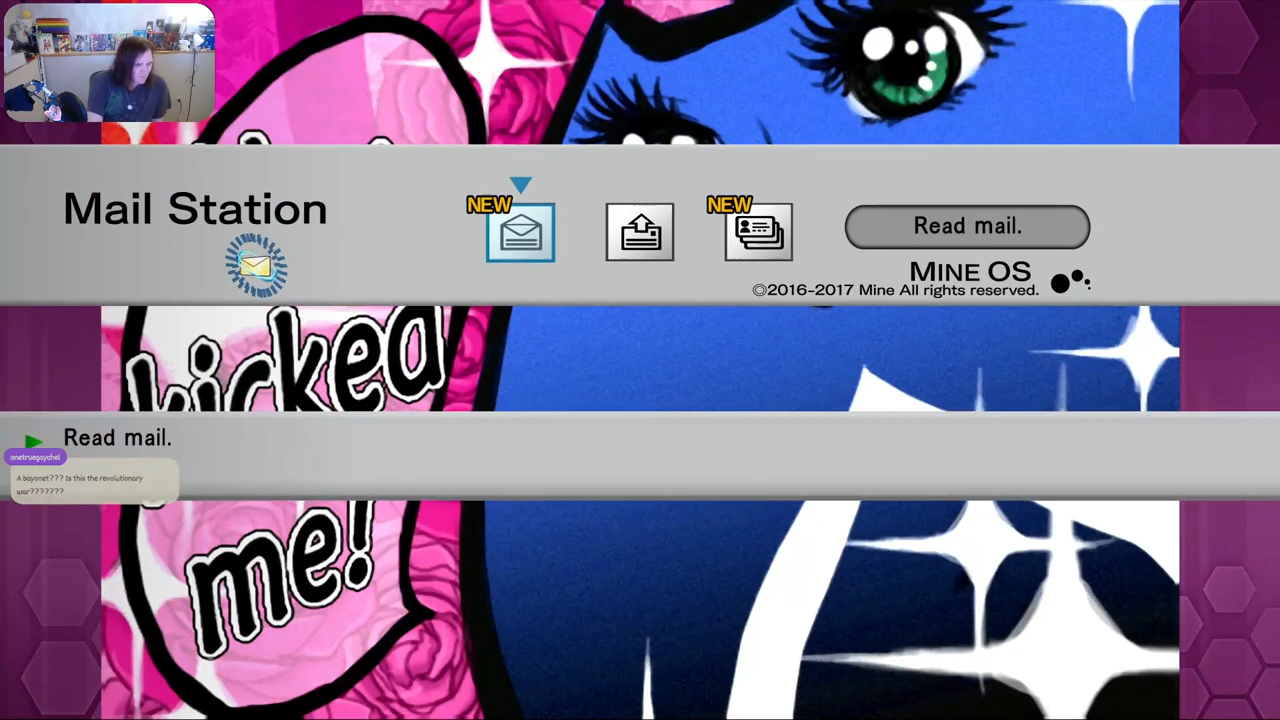 Mail Station
NEW
NEW
Read mail.
MINE OS
©2016-2017 Mine All rights reserved.
kicked
Read mail.
onetruegaychel
A bayonet??? Is this the revolutionary
war???????
me!